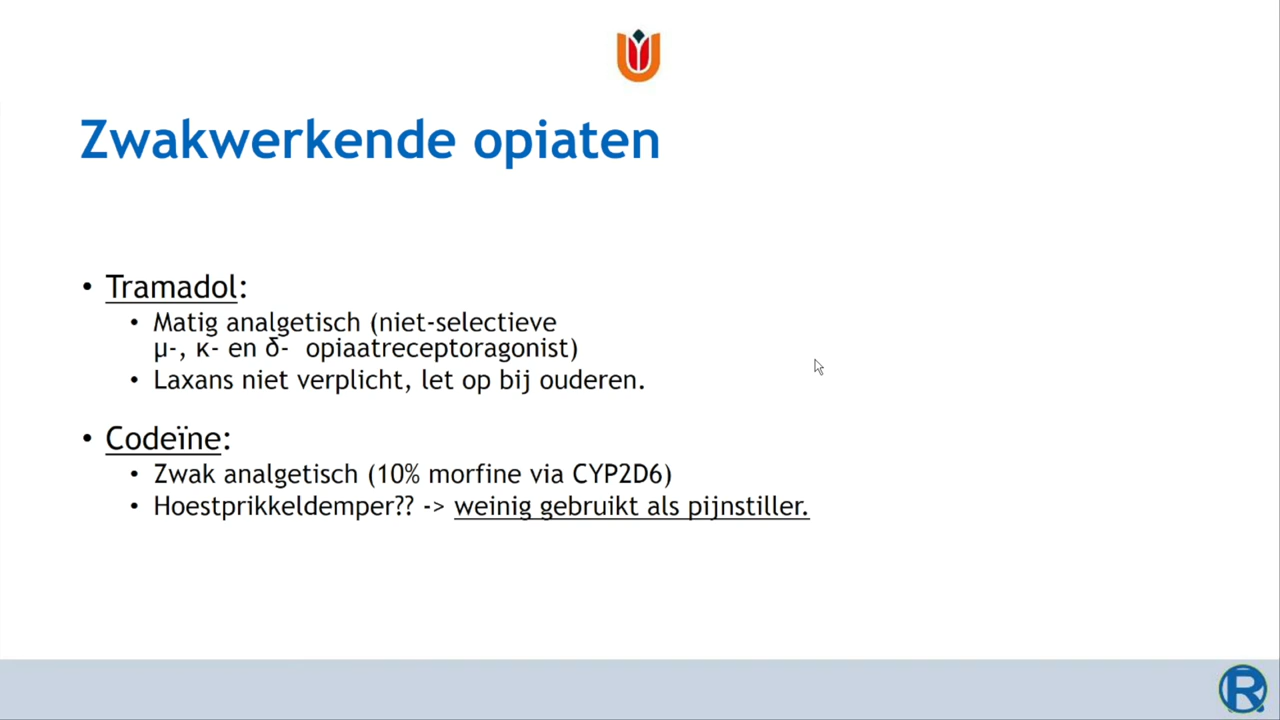 Zwakwerkende opiaten
• Tramadol:
• Matig analgetisch (niet-selectieve
μ-, κ- en δ- opiaatreceptoragonist)
• Laxans niet verplicht, let op bij ouderen.
• Codeïne:
• Zwak analgetisch (10% morfine via CYP2D6)
• Hoestprikkeldemper?? -> weinig gebruikt als pijnstiller.
R